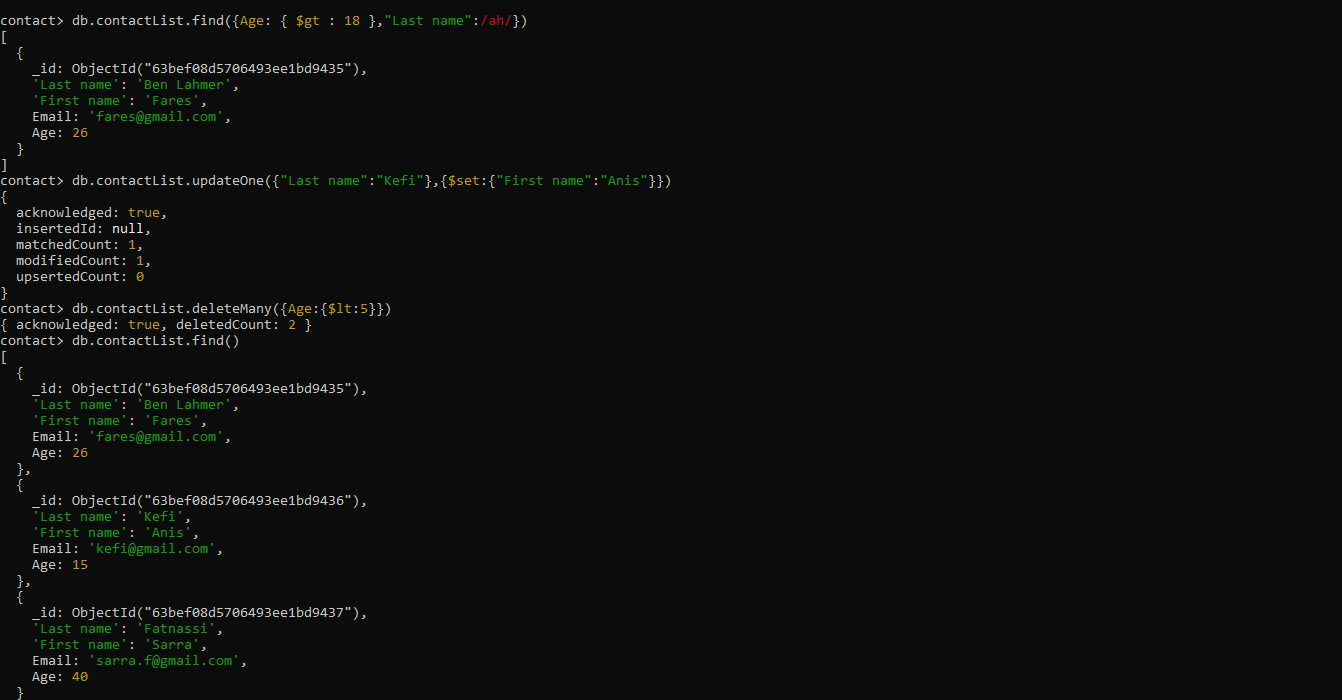 contact> db.contactList.find({Age: { $gt : 18 },"Last name":/ah/})
[
  {
    _id: ObjectId("63bef08d5706493ee1bd9435"),
    'Last name': 'Ben Lahmer',
    'First name': 'Fares',
    Email: 'fares@gmail.com',
    Age: 26
  }
]
contact> db.contactList.updateOne({"Last name":"Kefi"},{$set:{"First name":"Anis"}})
{
  acknowledged: true,
  insertedId: null,
  matchedCount: 1,
  modifiedCount: 1,
  upsertedCount: 0
}
contact> db.contactList.deleteMany({Age:{$lt:5}})
{ acknowledged: true, deletedCount: 2 }
contact> db.contactList.find()
[
  {
    _id: ObjectId("63bef08d5706493ee1bd9435"),
    'Last name': 'Ben Lahmer',
    'First name': 'Fares',
    Email: 'fares@gmail.com',
    Age: 26
  },
  {
    _id: ObjectId("63bef08d5706493ee1bd9436"),
    'Last name': 'Kefi',
    'First name': 'Anis',
    Email: 'kefi@gmail.com',
    Age: 15
  },
  {
    _id: ObjectId("63bef08d5706493ee1bd9437"),
    'Last name': 'Fatnassi',
    'First name': 'Sarra',
    Email: 'sarra.f@gmail.com',
    Age: 40
  }